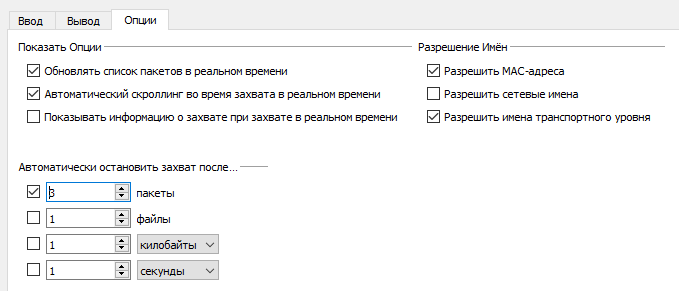 Ввод Вывод Опции
Показать Опции
Обновлять список пакетов в реальном времени
Автоматический скроллинг во время захвата в реальном времени
Показывать информацию о захвате при захвате в реальном времени
Разрешение Имён
Разрешить MAC-адреса
Разрешить сетевые имена
Разрешить имена транспортного уровня
Автоматически остановить захват после...
3 пакеты
1 файлы
1 килобайты
1 секунды